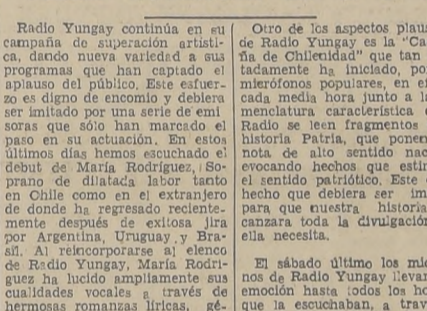 Radio Yungay continúa en su
campaña de superación artisti-
ca, dando nueva variedad a sus
programas que han captado el
aplauso del público. Este esfuer-
zo es digno de encomio y debiera
ser imitado por una serie de emi
soras que sólo han marcado el
paso en su actuación. En estos
últimos días hemos escuchado el
debut de María Rodríguez, So-
prano de dilatada labor tanto
en Chile como en el extranjero
de donde ha regresado reciente-
mente después de exitosa jira
por Argentina, Uruguay y Bra-
sil. Al reincorporarse al elenco
de Radio Yungay, María Rodri-
guez ha lucido ampliamente sus
cualidades vocales a través de
hermosas romanzas líricas, gé-
Otro de los aspectos plaus
de Radio Yungay es la "Ca
ña de Chilenidad" que tan
tadamente ha iniciado, po
micrófonos populares, en e
cada media hora junto a l
menclatura característica
Radio se leen fragmentos
historia Patria, que pone
nota de alto sentido nac
evocando hechos que esti
el sentido patriótico. Este
hecho que debiera ser im
para que nuestra historia
canzara toda la divulgació
ella necesita.
El sábado último los mi
nos de Radio Yungay llevar
emoción hasta todos los ho
que la escuchaban, a trav